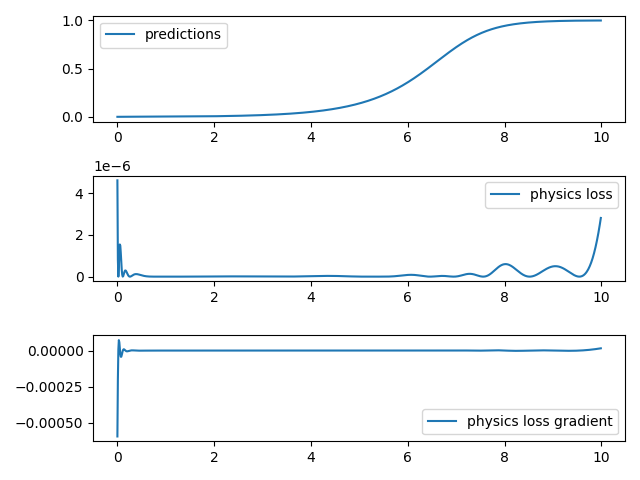 1.0
predictions
0.5
0.0
0 2 4 6 8 10
1e−6
4
physics loss
2
0
0 2 4 6 8 10
0.00000
−0.00025
−0.00050
physics loss gradient
0 2 4 6 8 10